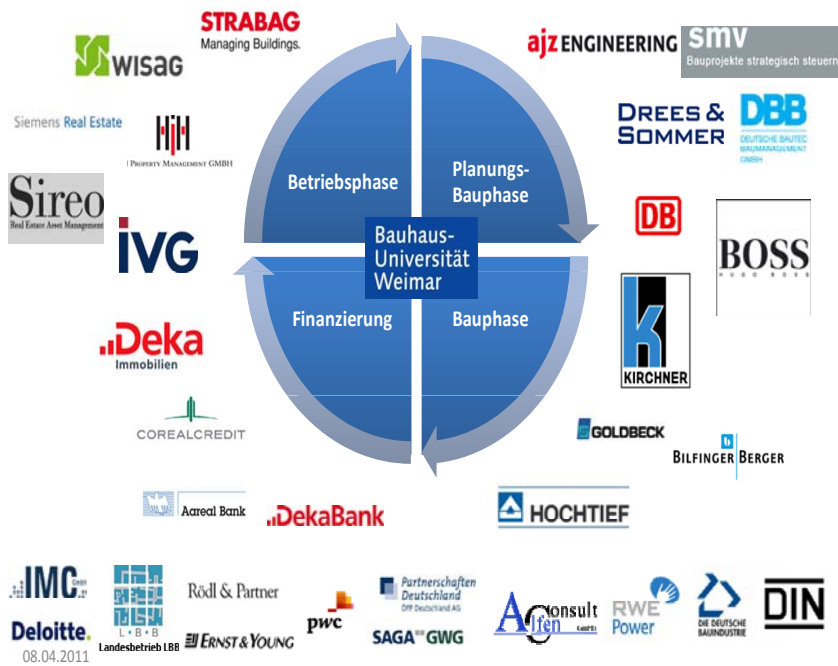 STRABAG
Managing Buildings.
WISAG
ajz ENGINEERING
smv
Bauprojekte strategisch steuern
Siemens Real Estate
HIH
PROPERTY MANAGEMENT GMBH
DREES &
SOMMER
DBB
DEUTSCHE BAUTEC
BAUMANAGEMENT
GMBH
Betriebsphase
Planungs-
Bauphase
Sireo
Real Estate Asset Management
IVG
Bauhaus-
Universität
Weimar
DB
BOSS
HUGO BOSS
Finanzierung
Bauphase
Deka
Immobilien
KIRCHNER
COREALCREDIT
GOLDBECK
BILFINGER BERGER
Aareal Bank
DekaBank
HOCHTIEF
IMC GmbH
Deloitte.
L·B·B
Landesbetrieb LBB
Rödl & Partner
ERNST & YOUNG
pwc
Partnerschaften
Deutschland
ÖPP Deutschland AG
SAGA GWG
Alfen
Consult
GmbH
RWE
Power
DIE DEUTSCHE
BAUINDUSTRIE
DIN
08.04.2011